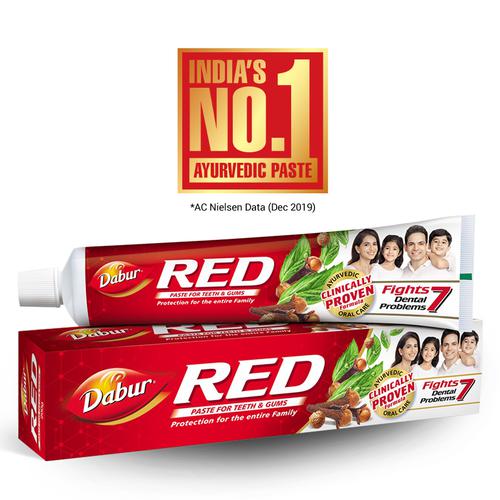 INDIA'S
NO.1
AYURVEDIC PASTE
*AC Nielsen Data (Dec 2019)
Dabur
RED
PASTE FOR TEETH & GUMS
Protection for the entire Family
AYURVEDIC
CLINICALLY
PROVEN
Formula
ORAL CARE
Fights
Dental
Problems 7
Dabur
RED
PASTE FOR TEETH & GUMS
Protection for the entire Family
AYURVEDIC
CLINICALLY
PROVEN
Formula
ORAL CARE
Fights
Dental
Problems 7
Dabur
RED